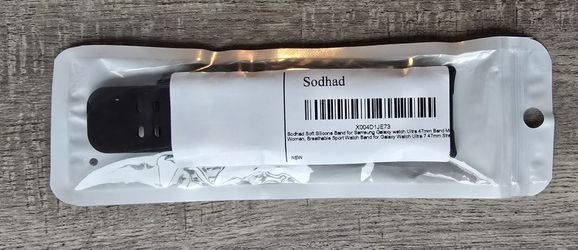 Sodhad
X004D1JE73
Sodhad Soft Silicone Band for Samsung Galaxy watch Ultra 47mm Band M
Women, Breathable Sport Watch Band for Galaxy Watch Ultra 7 47mm Str
NEW